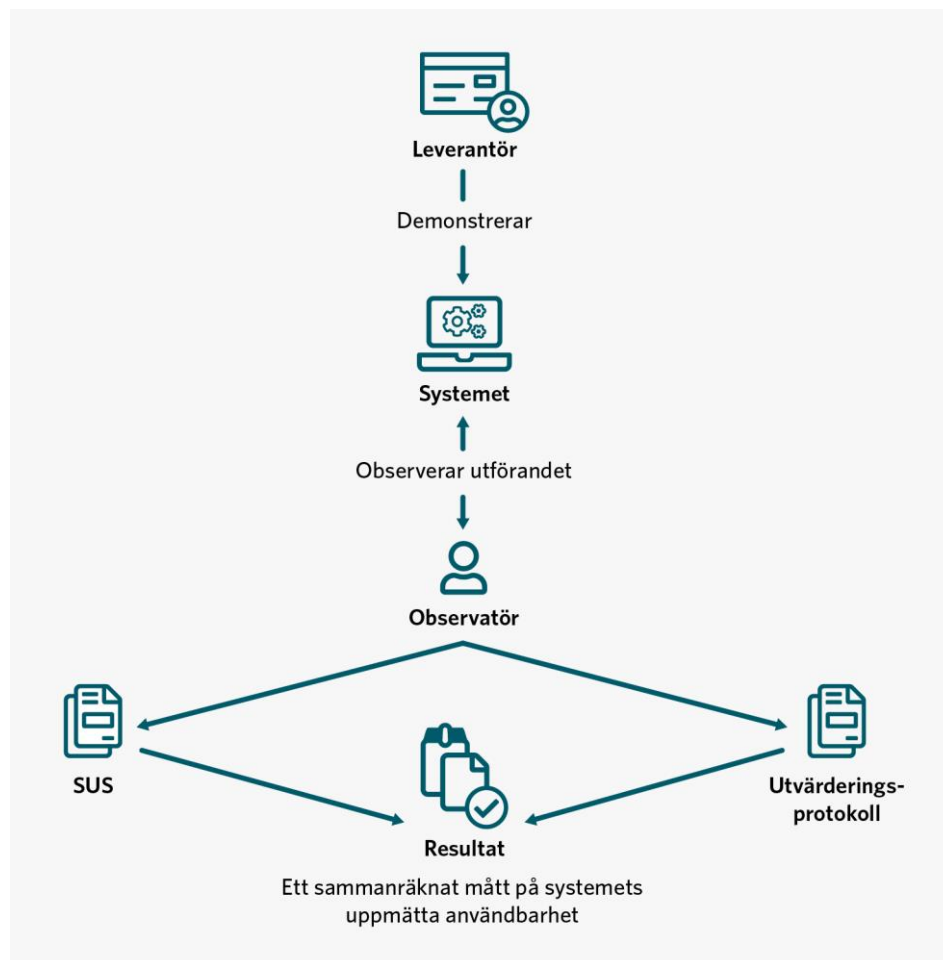 Leverantör
Demonstrerar
Systemet
Observerar utförandet
Observatör
SUS
Utvärderings-
protokoll
Resultat
Ett sammanräknat mått på systemets
uppmätta användbarhet